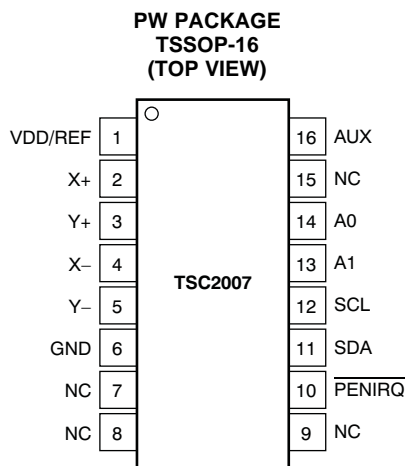 PW PACKAGE
TSSOP-16
(TOP VIEW)
VDD/REF 1 16 AUX
X+ 2 15 NC
Y+ 3 14 A0
X− 4 13 A1
TSC2007
Y− 5 12 SCL
GND 6 11 SDA
NC 7 10 PENIRQ
NC 8 9 NC